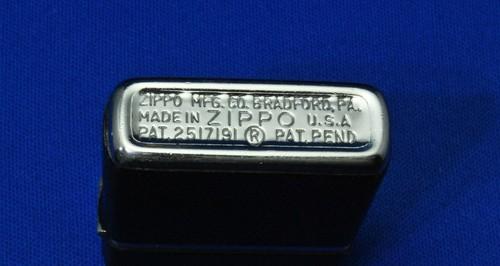 ZIPPO MFG. CO. BRADFORD, PA.
MADE IN ZIPPO U.S.A
PAT. 2517191 ® PAT. PEND.